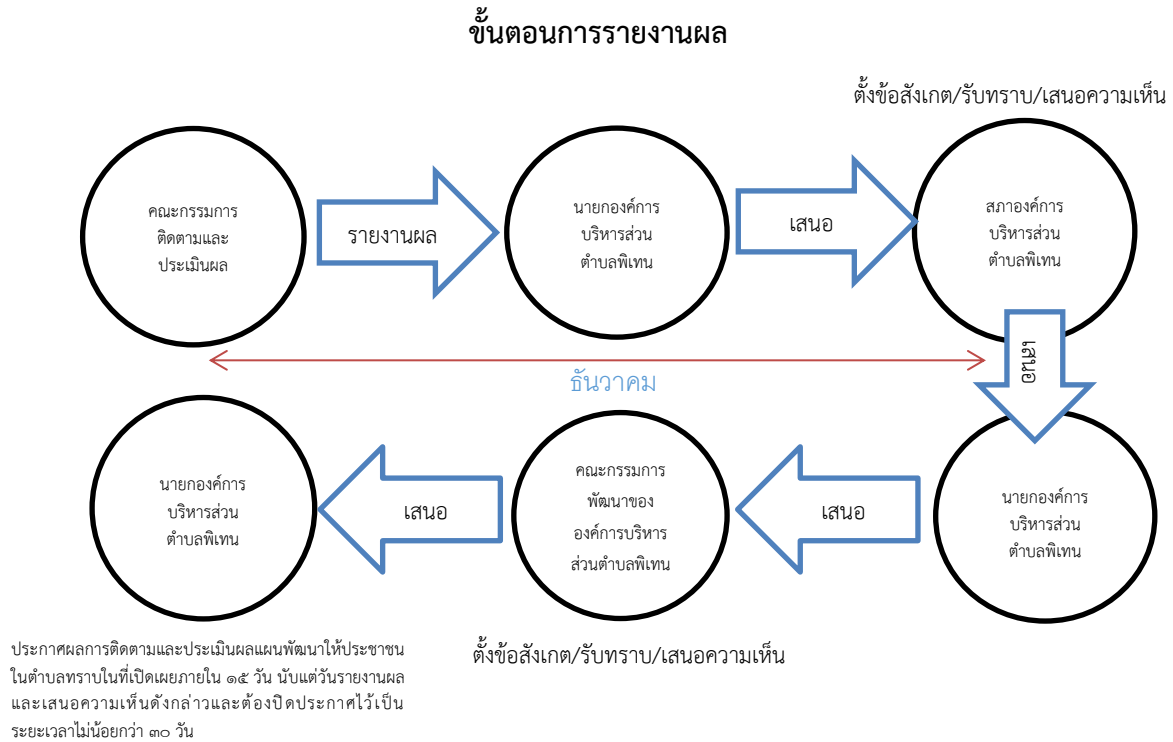 ขั้นตอนการรายงานผล
ตั้งข้อสังเกต/รับทราบ/เสนอความเห็น
คณะกรรมการ
ติดตามและ
ประเมินผล
รายงานผล
นายกองค์การ
บริหารส่วน
ตำบลพิเทน
เสนอ
สภาองค์การ
บริหารส่วน
ตำบลพิเทน
เสนอ
ธันวาคม
นายกองค์การ
บริหารส่วน
ตำบลพิเทน
เสนอ
คณะกรรมการ
พัฒนาของ
องค์การบริหาร
ส่วนตำบลพิเทน
เสนอ
นายกองค์การ
บริหารส่วน
ตำบลพิเทน
ตั้งข้อสังเกต/รับทราบ/เสนอความเห็น
ประกาศผลการติดตามและประเมินผลแผนพัฒนาให้ประชาชน
ในตำบลทราบในที่เปิดเผยภายใน ๑๕ วัน นับแต่วันรายงานผล
และเสนอความเห็นดังกล่าวและต้องปิดประกาศไว้เป็น
ระยะเวลาไม่น้อยกว่า ๓๐ วัน